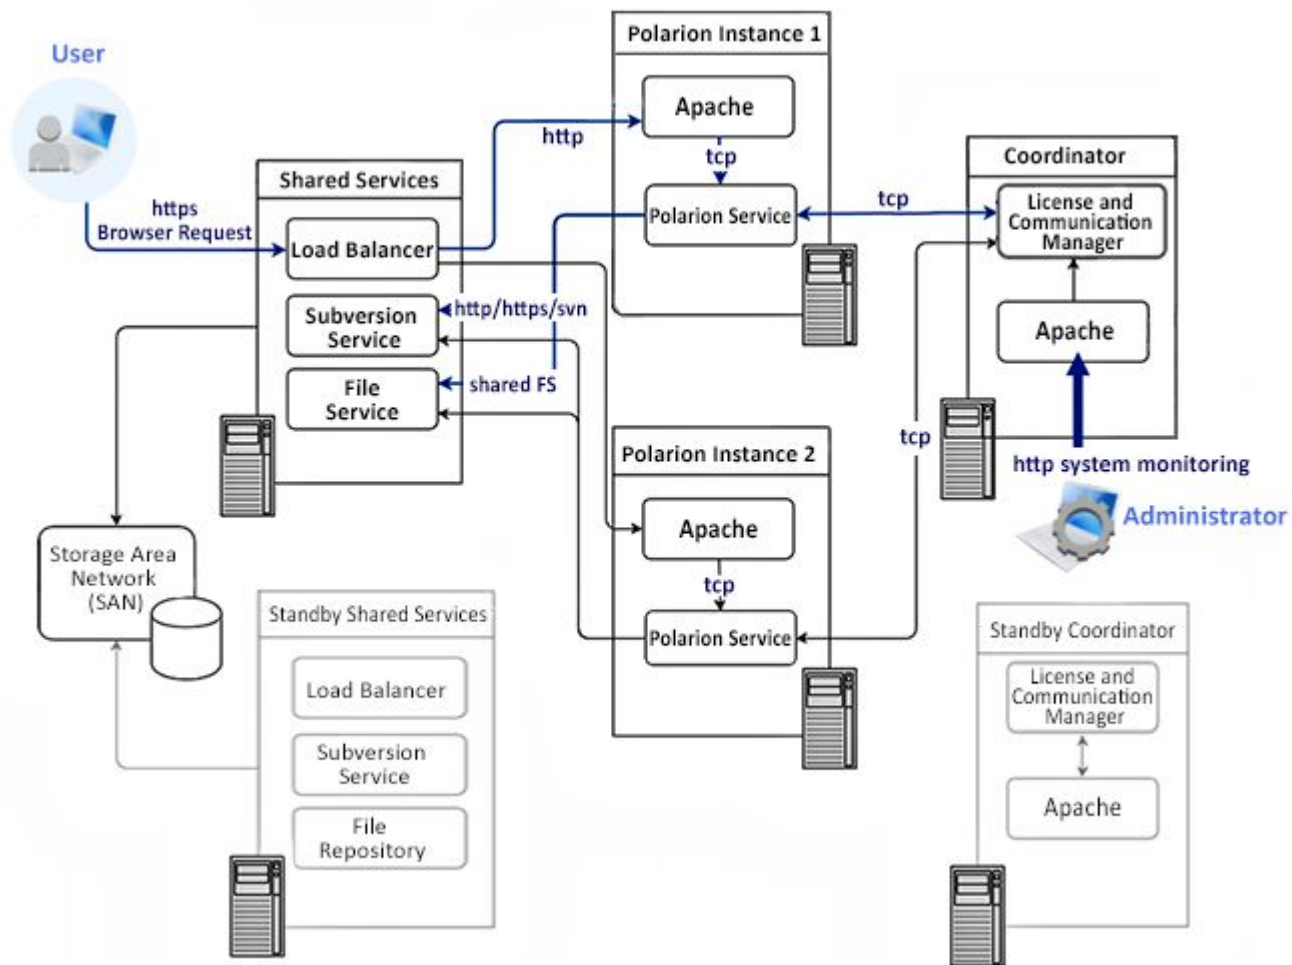 User
https
Browser Request
Shared Services
Load Balancer
Subversion
Service
File
Service
http
http/https/svn
shared FS
Polarion Instance 1
Apache
tcp
Polarion Service
tcp
Coordinator
License and
Communication
Manager
Apache
tcp
http system monitoring
Administrator
Polarion Instance 2
Apache
tcp
Polarion Service
Storage Area
Network
(SAN)
Standby Shared Services
Load Balancer
Subversion
Service
File
Repository
Standby Coordinator
License and
Communication
Manager
Apache